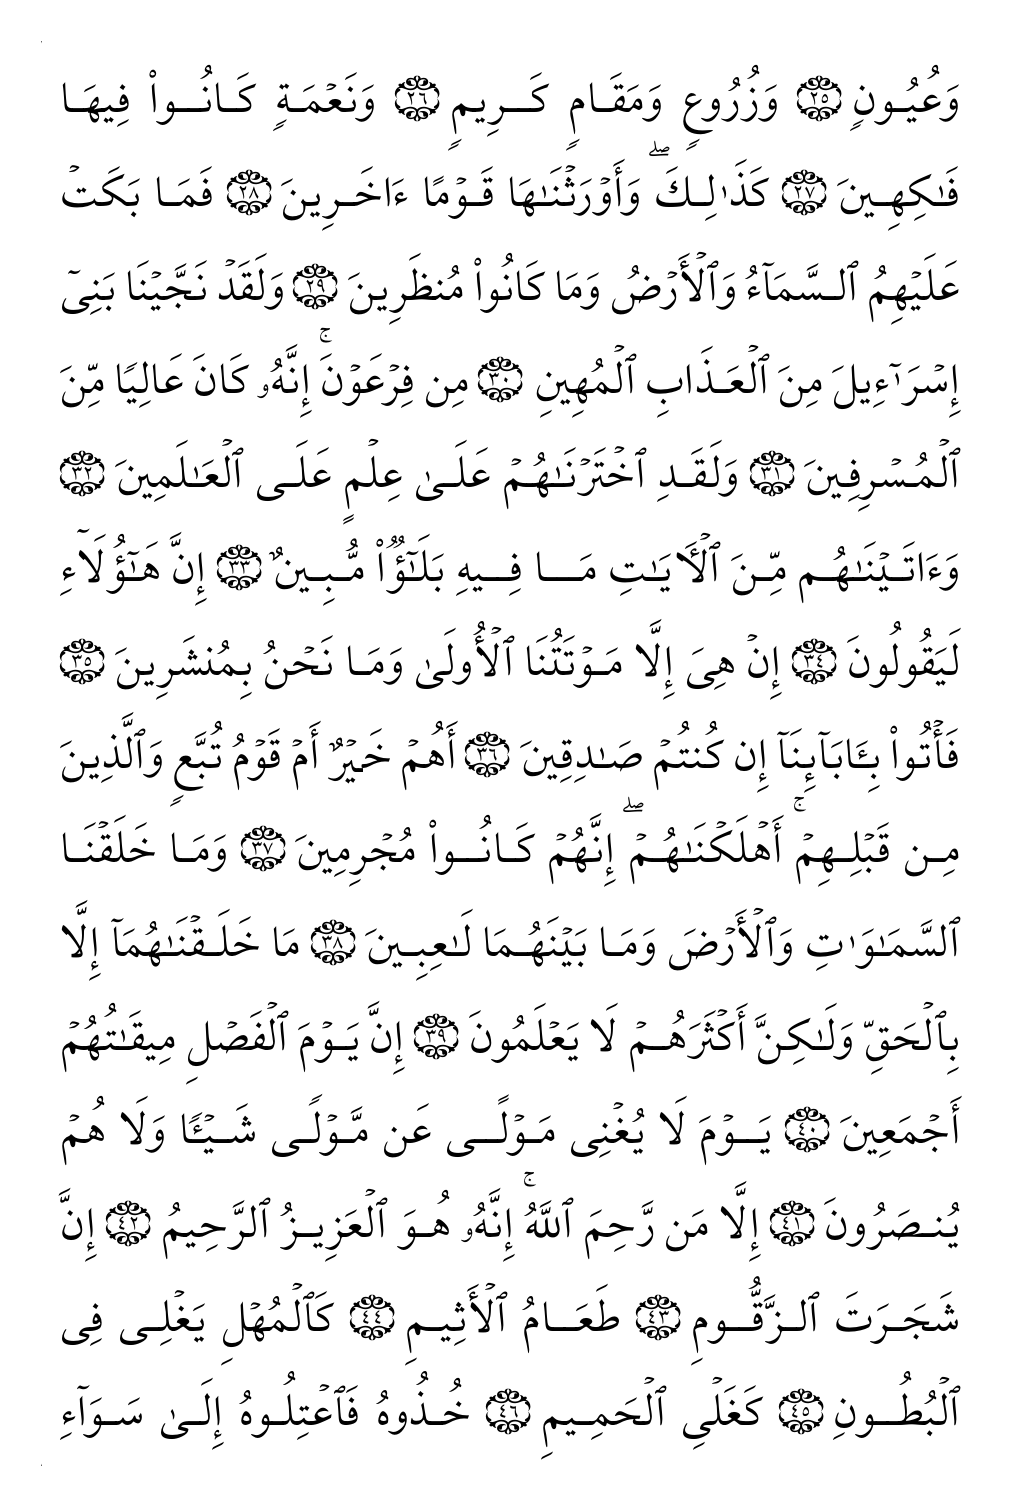 وَعُيُونٍ ٢٥ وَزُرُوعٍ وَمَقَامٍ كَرِيمٍ ٢٦ وَنَعْمَةٍ كَانُوا۟ فِيهَا
فَـٰكِهِينَ ٢٧ كَذَٰلِكَ ۖ وَأَوْرَثْنَـٰهَا قَوْمًا ءَاخَرِينَ ٢٨ فَمَا بَكَتْ
عَلَيْهِمُ ٱلسَّمَآءُ وَٱلْأَرْضُ وَمَا كَانُوا۟ مُنظَرِينَ ٢٩ وَلَقَدْ نَجَّيْنَا بَنِىٓ
إِسْرَٰٓءِيلَ مِنَ ٱلْعَذَابِ ٱلْمُهِينِ ٣٠ مِن فِرْعَوْنَ ۚ إِنَّهُۥ كَانَ عَالِيًا مِّنَ
ٱلْمُسْرِفِينَ ٣١ وَلَقَدِ ٱخْتَرْنَـٰهُمْ عَلَىٰ عِلْمٍ عَلَى ٱلْعَـٰلَمِينَ ٣٢
وَءَاتَيْنَـٰهُم مِّنَ ٱلْـَٔايَـٰتِ مَا فِيهِ بَلَـٰٓؤٌا۟ مُّبِينٌ ٣٣ إِنَّ هَـٰٓؤُلَآءِ
لَيَقُولُونَ ٣٤ إِنْ هِىَ إِلَّا مَوْتَتُنَا ٱلْأُولَىٰ وَمَا نَحْنُ بِمُنشَرِينَ ٣٥
فَأْتُوا۟ بِـَٔابَآئِنَآ إِن كُنتُمْ صَـٰدِقِينَ ٣٦ أَهُمْ خَيْرٌ أَمْ قَوْمُ تُبَّعٍ وَٱلَّذِينَ
مِن قَبْلِهِمْ ۚ أَهْلَكْنَـٰهُمْ ۖ إِنَّهُمْ كَانُوا۟ مُجْرِمِينَ ٣٧ وَمَا خَلَقْنَا
ٱلسَّمَـٰوَٰتِ وَٱلْأَرْضَ وَمَا بَيْنَهُمَا لَـٰعِبِينَ ٣٨ مَا خَلَقْنَـٰهُمَآ إِلَّا
بِٱلْحَقِّ وَلَـٰكِنَّ أَكْثَرَهُمْ لَا يَعْلَمُونَ ٣٩ إِنَّ يَوْمَ ٱلْفَصْلِ مِيقَـٰتُهُمْ
أَجْمَعِينَ ٤٠ يَوْمَ لَا يُغْنِى مَوْلًى عَن مَّوْلًى شَيْـًٔا وَلَا هُمْ
يُنصَرُونَ ٤١ إِلَّا مَن رَّحِمَ ٱللَّهُ ۚ إِنَّهُۥ هُوَ ٱلْعَزِيزُ ٱلرَّحِيمُ ٤٢ إِنَّ
شَجَرَتَ ٱلزَّقُّومِ ٤٣ طَعَامُ ٱلْأَثِيمِ ٤٤ كَٱلْمُهْلِ يَغْلِى فِى
ٱلْبُطُونِ ٤٥ كَغَلْىِ ٱلْحَمِيمِ ٤٦ خُذُوهُ فَٱعْتِلُوهُ إِلَىٰ سَوَآءِ